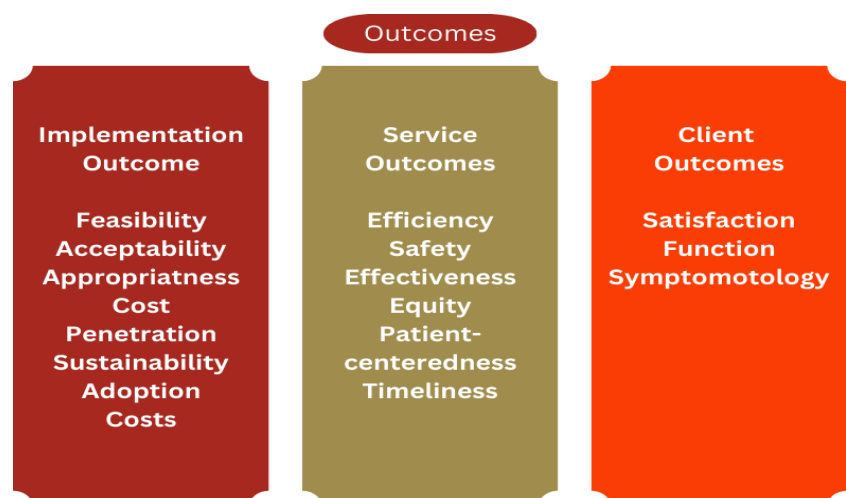 Outcomes
Implementation
Outcome
Feasibility
Acceptability
Appropriatness
Cost
Penetration
Sustainability
Adoption
Costs
Service
Outcomes
Efficiency
Safety
Effectiveness
Equity
Patient-
centeredness
Timeliness
Client
Outcomes
Satisfaction
Function
Symptomotology